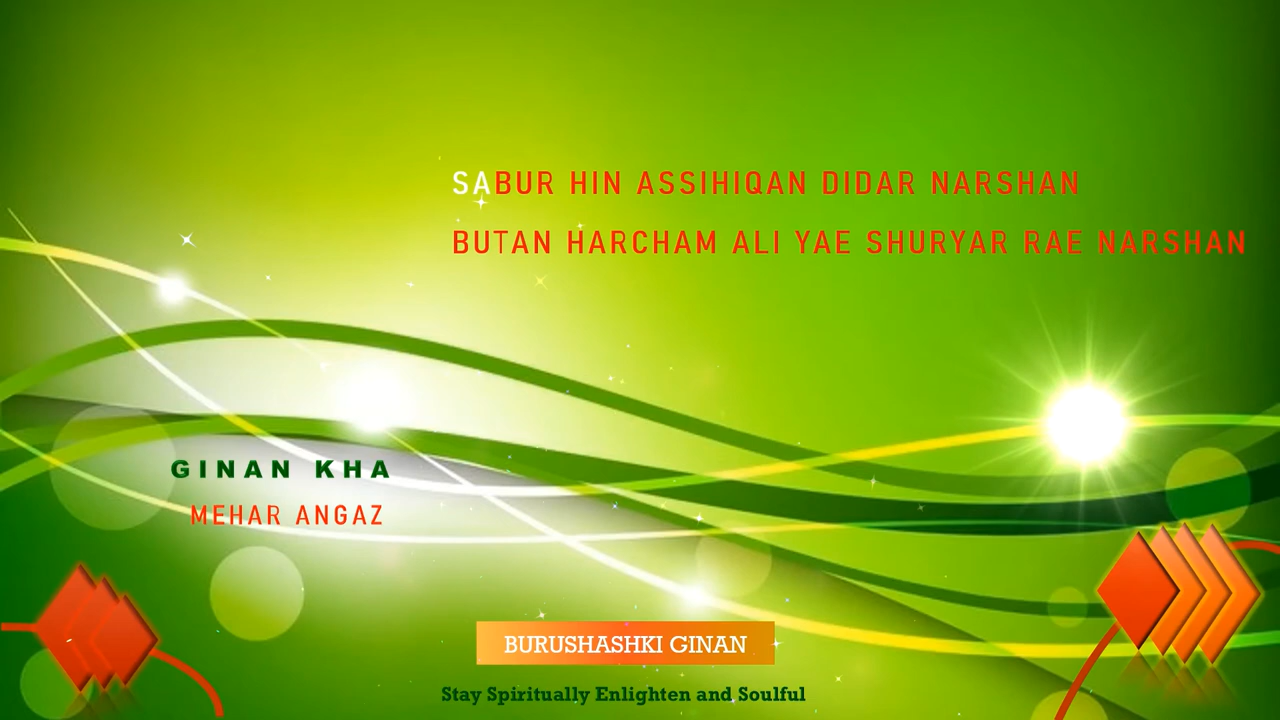 SABUR HIN ASSIHIQAN DIDAR NARSHAN
BUTAN HARCHAM ALI YAE SHURYAR RAE NARSHAN
GINAN KHA
MEHAR ANGAZ
BURUSHASHKI GINAN
Stay Spiritually Enlighten and Soulful